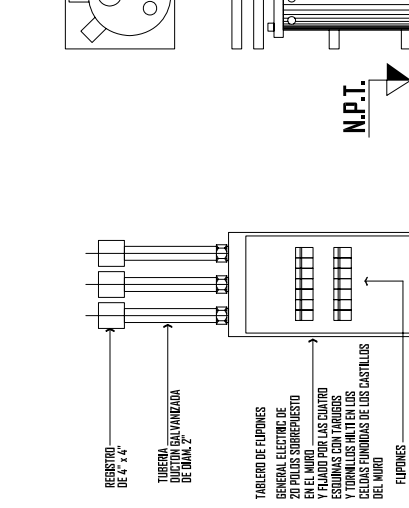 N.P.T.
REGISTRO
DE 4" x 4"
TUBERIA
DUCTON GALVANIZADA
DE DIAM. 2"
TABLERO DE FLIPONES
GENERAL ELECTRIC DE
20 POLOS SOBREPUESTO
EN EL MURO
Y FIJADO POR LAS CUATRO
ESQUINAS CON TARUGOS
Y TORNILLOS HILTI EN LOS
CELDAS FUNDIDAS DE LOS CASTILLOS
DEL MURO
FLIPONES